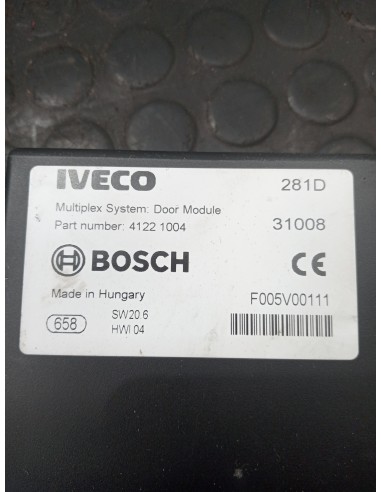 IVECO 281D
Multiplex System: Door Module
Part number: 4122 1004 31008
BOSCH CE
Made in Hungary F005V00111
658 SW20.6
HWI 04